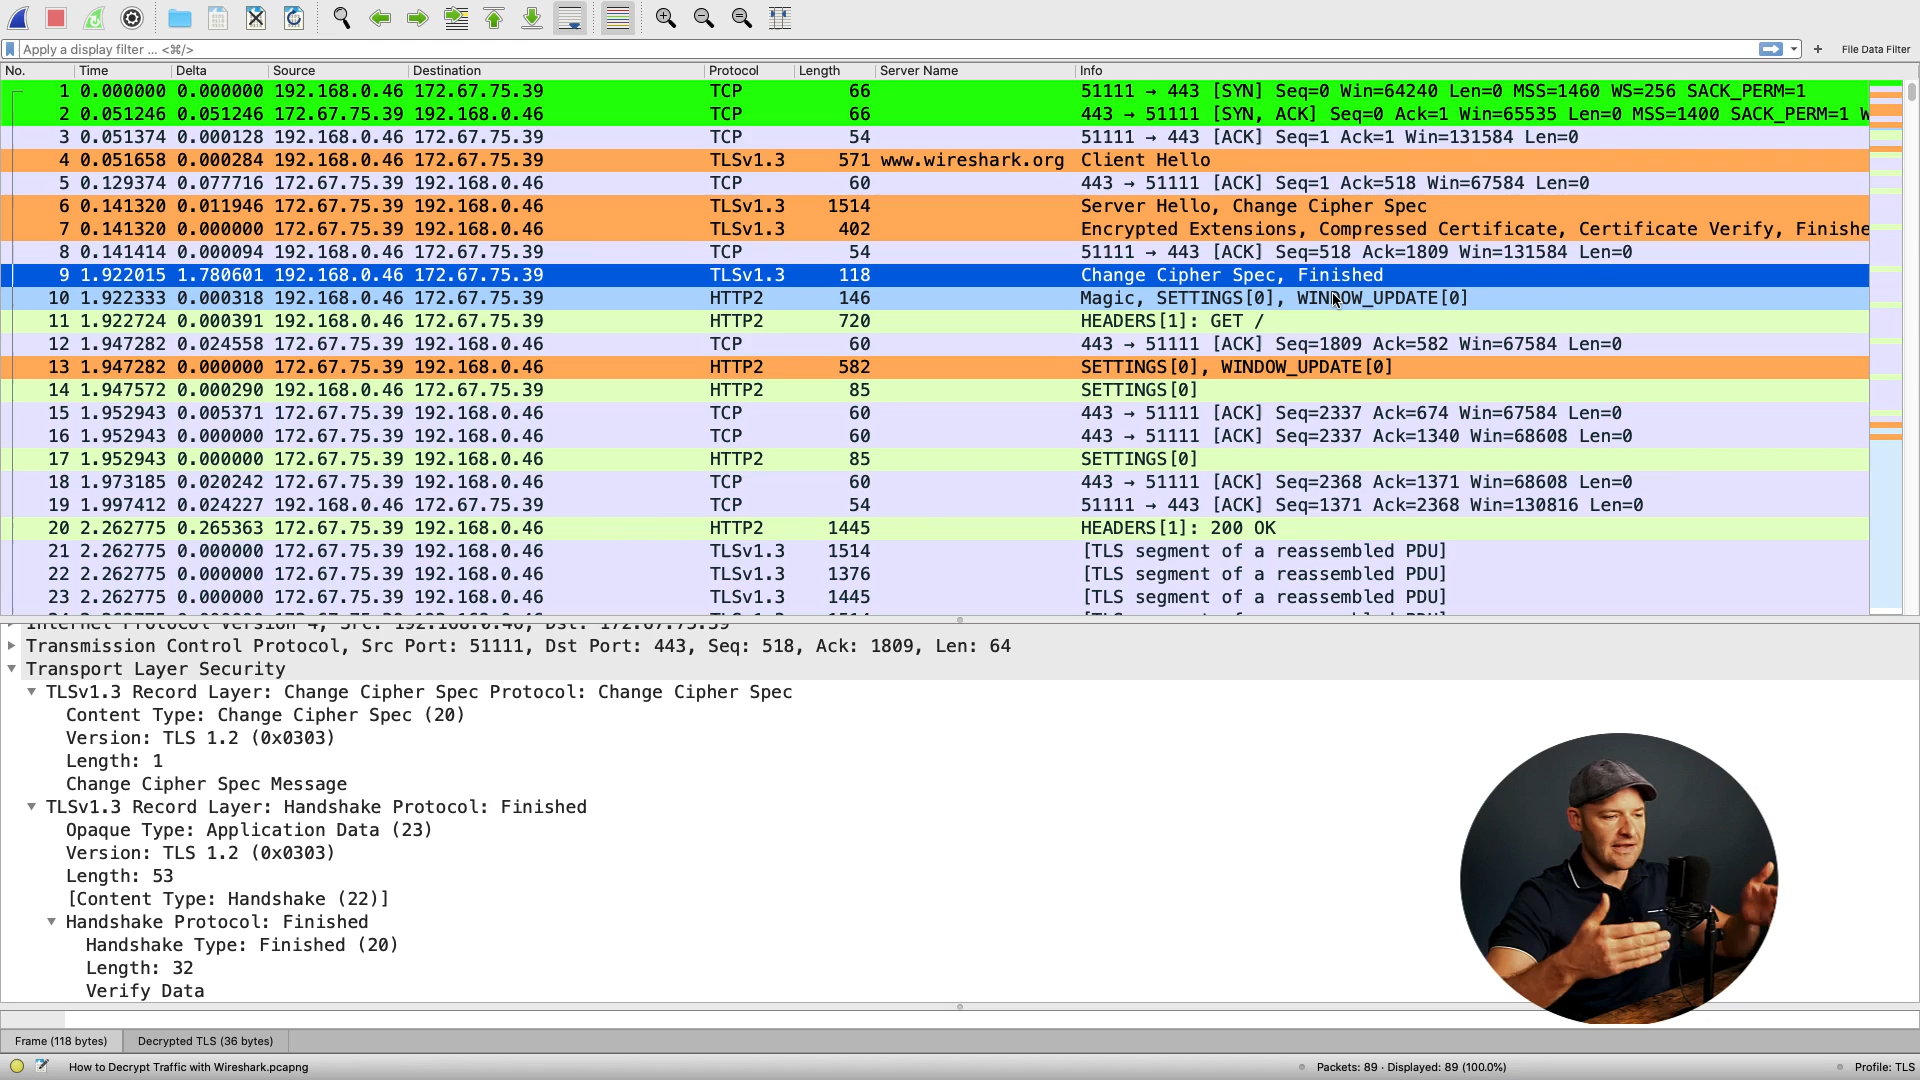 Apply a display filter ... <⌘/>
+ File Data Filter
No. Time Delta Source Destination Protocol Length Server Name Info
1 0.000000 0.000000 192.168.0.46 172.67.75.39 TCP 66 51111 → 443 [SYN] Seq=0 Win=64240 Len=0 MSS=1460 WS=256 SACK_PERM=1
2 0.051246 0.051246 172.67.75.39 192.168.0.46 TCP 66 443 → 51111 [SYN, ACK] Seq=0 Ack=1 Win=65535 Len=0 MSS=1400 SACK_PERM=1 W
3 0.051374 0.000128 192.168.0.46 172.67.75.39 TCP 54 51111 → 443 [ACK] Seq=1 Ack=1 Win=131584 Len=0
4 0.051658 0.000284 192.168.0.46 172.67.75.39 TLSv1.3 571 www.wireshark.org Client Hello
5 0.129374 0.077716 172.67.75.39 192.168.0.46 TCP 60 443 → 51111 [ACK] Seq=1 Ack=518 Win=67584 Len=0
6 0.141320 0.011946 172.67.75.39 192.168.0.46 TLSv1.3 1514 Server Hello, Change Cipher Spec
7 0.141320 0.000000 172.67.75.39 192.168.0.46 TLSv1.3 402 Encrypted Extensions, Compressed Certificate, Certificate Verify, Finishe
8 0.141414 0.000094 192.168.0.46 172.67.75.39 TCP 54 51111 → 443 [ACK] Seq=518 Ack=1809 Win=131584 Len=0
9 1.922015 1.780601 192.168.0.46 172.67.75.39 TLSv1.3 118 Change Cipher Spec, Finished
10 1.922333 0.000318 192.168.0.46 172.67.75.39 HTTP2 146 Magic, SETTINGS[0], WINDOW_UPDATE[0]
11 1.922724 0.000391 192.168.0.46 172.67.75.39 HTTP2 720 HEADERS[1]: GET /
12 1.947282 0.024558 172.67.75.39 192.168.0.46 TCP 60 443 → 51111 [ACK] Seq=1809 Ack=582 Win=67584 Len=0
13 1.947282 0.000000 172.67.75.39 192.168.0.46 HTTP2 582 SETTINGS[0], WINDOW_UPDATE[0]
14 1.947572 0.000290 192.168.0.46 172.67.75.39 HTTP2 85 SETTINGS[0]
15 1.952943 0.005371 172.67.75.39 192.168.0.46 TCP 60 443 → 51111 [ACK] Seq=2337 Ack=674 Win=67584 Len=0
16 1.952943 0.000000 172.67.75.39 192.168.0.46 TCP 60 443 → 51111 [ACK] Seq=2337 Ack=1340 Win=68608 Len=0
17 1.952943 0.000000 172.67.75.39 192.168.0.46 HTTP2 85 SETTINGS[0]
18 1.973185 0.020242 172.67.75.39 192.168.0.46 TCP 60 443 → 51111 [ACK] Seq=2368 Ack=1371 Win=68608 Len=0
19 1.997412 0.024227 192.168.0.46 172.67.75.39 TCP 54 51111 → 443 [ACK] Seq=1371 Ack=2368 Win=130816 Len=0
20 2.262775 0.265363 172.67.75.39 192.168.0.46 HTTP2 1445 HEADERS[1]: 200 OK
21 2.262775 0.000000 172.67.75.39 192.168.0.46 TLSv1.3 1514 [TLS segment of a reassembled PDU]
22 2.262775 0.000000 172.67.75.39 192.168.0.46 TLSv1.3 1376 [TLS segment of a reassembled PDU]
23 2.262775 0.000000 172.67.75.39 192.168.0.46 TLSv1.3 1445 [TLS segment of a reassembled PDU]
Internet Protocol Version 4, Src: 192.168.0.46, Dst: 172.67.75.39
Transmission Control Protocol, Src Port: 51111, Dst Port: 443, Seq: 518, Ack: 1809, Len: 64
Transport Layer Security
TLSv1.3 Record Layer: Change Cipher Spec Protocol: Change Cipher Spec
Content Type: Change Cipher Spec (20)
Version: TLS 1.2 (0x0303)
Length: 1
Change Cipher Spec Message
TLSv1.3 Record Layer: Handshake Protocol: Finished
Opaque Type: Application Data (23)
Version: TLS 1.2 (0x0303)
Length: 53
[Content Type: Handshake (22)]
Handshake Protocol: Finished
Handshake Type: Finished (20)
Length: 32
Verify Data
Frame (118 bytes) Decrypted TLS (36 bytes)
How to Decrypt Traffic with Wireshark.pcapng Packets: 89 · Displayed: 89 (100.0%) Profile: TLS